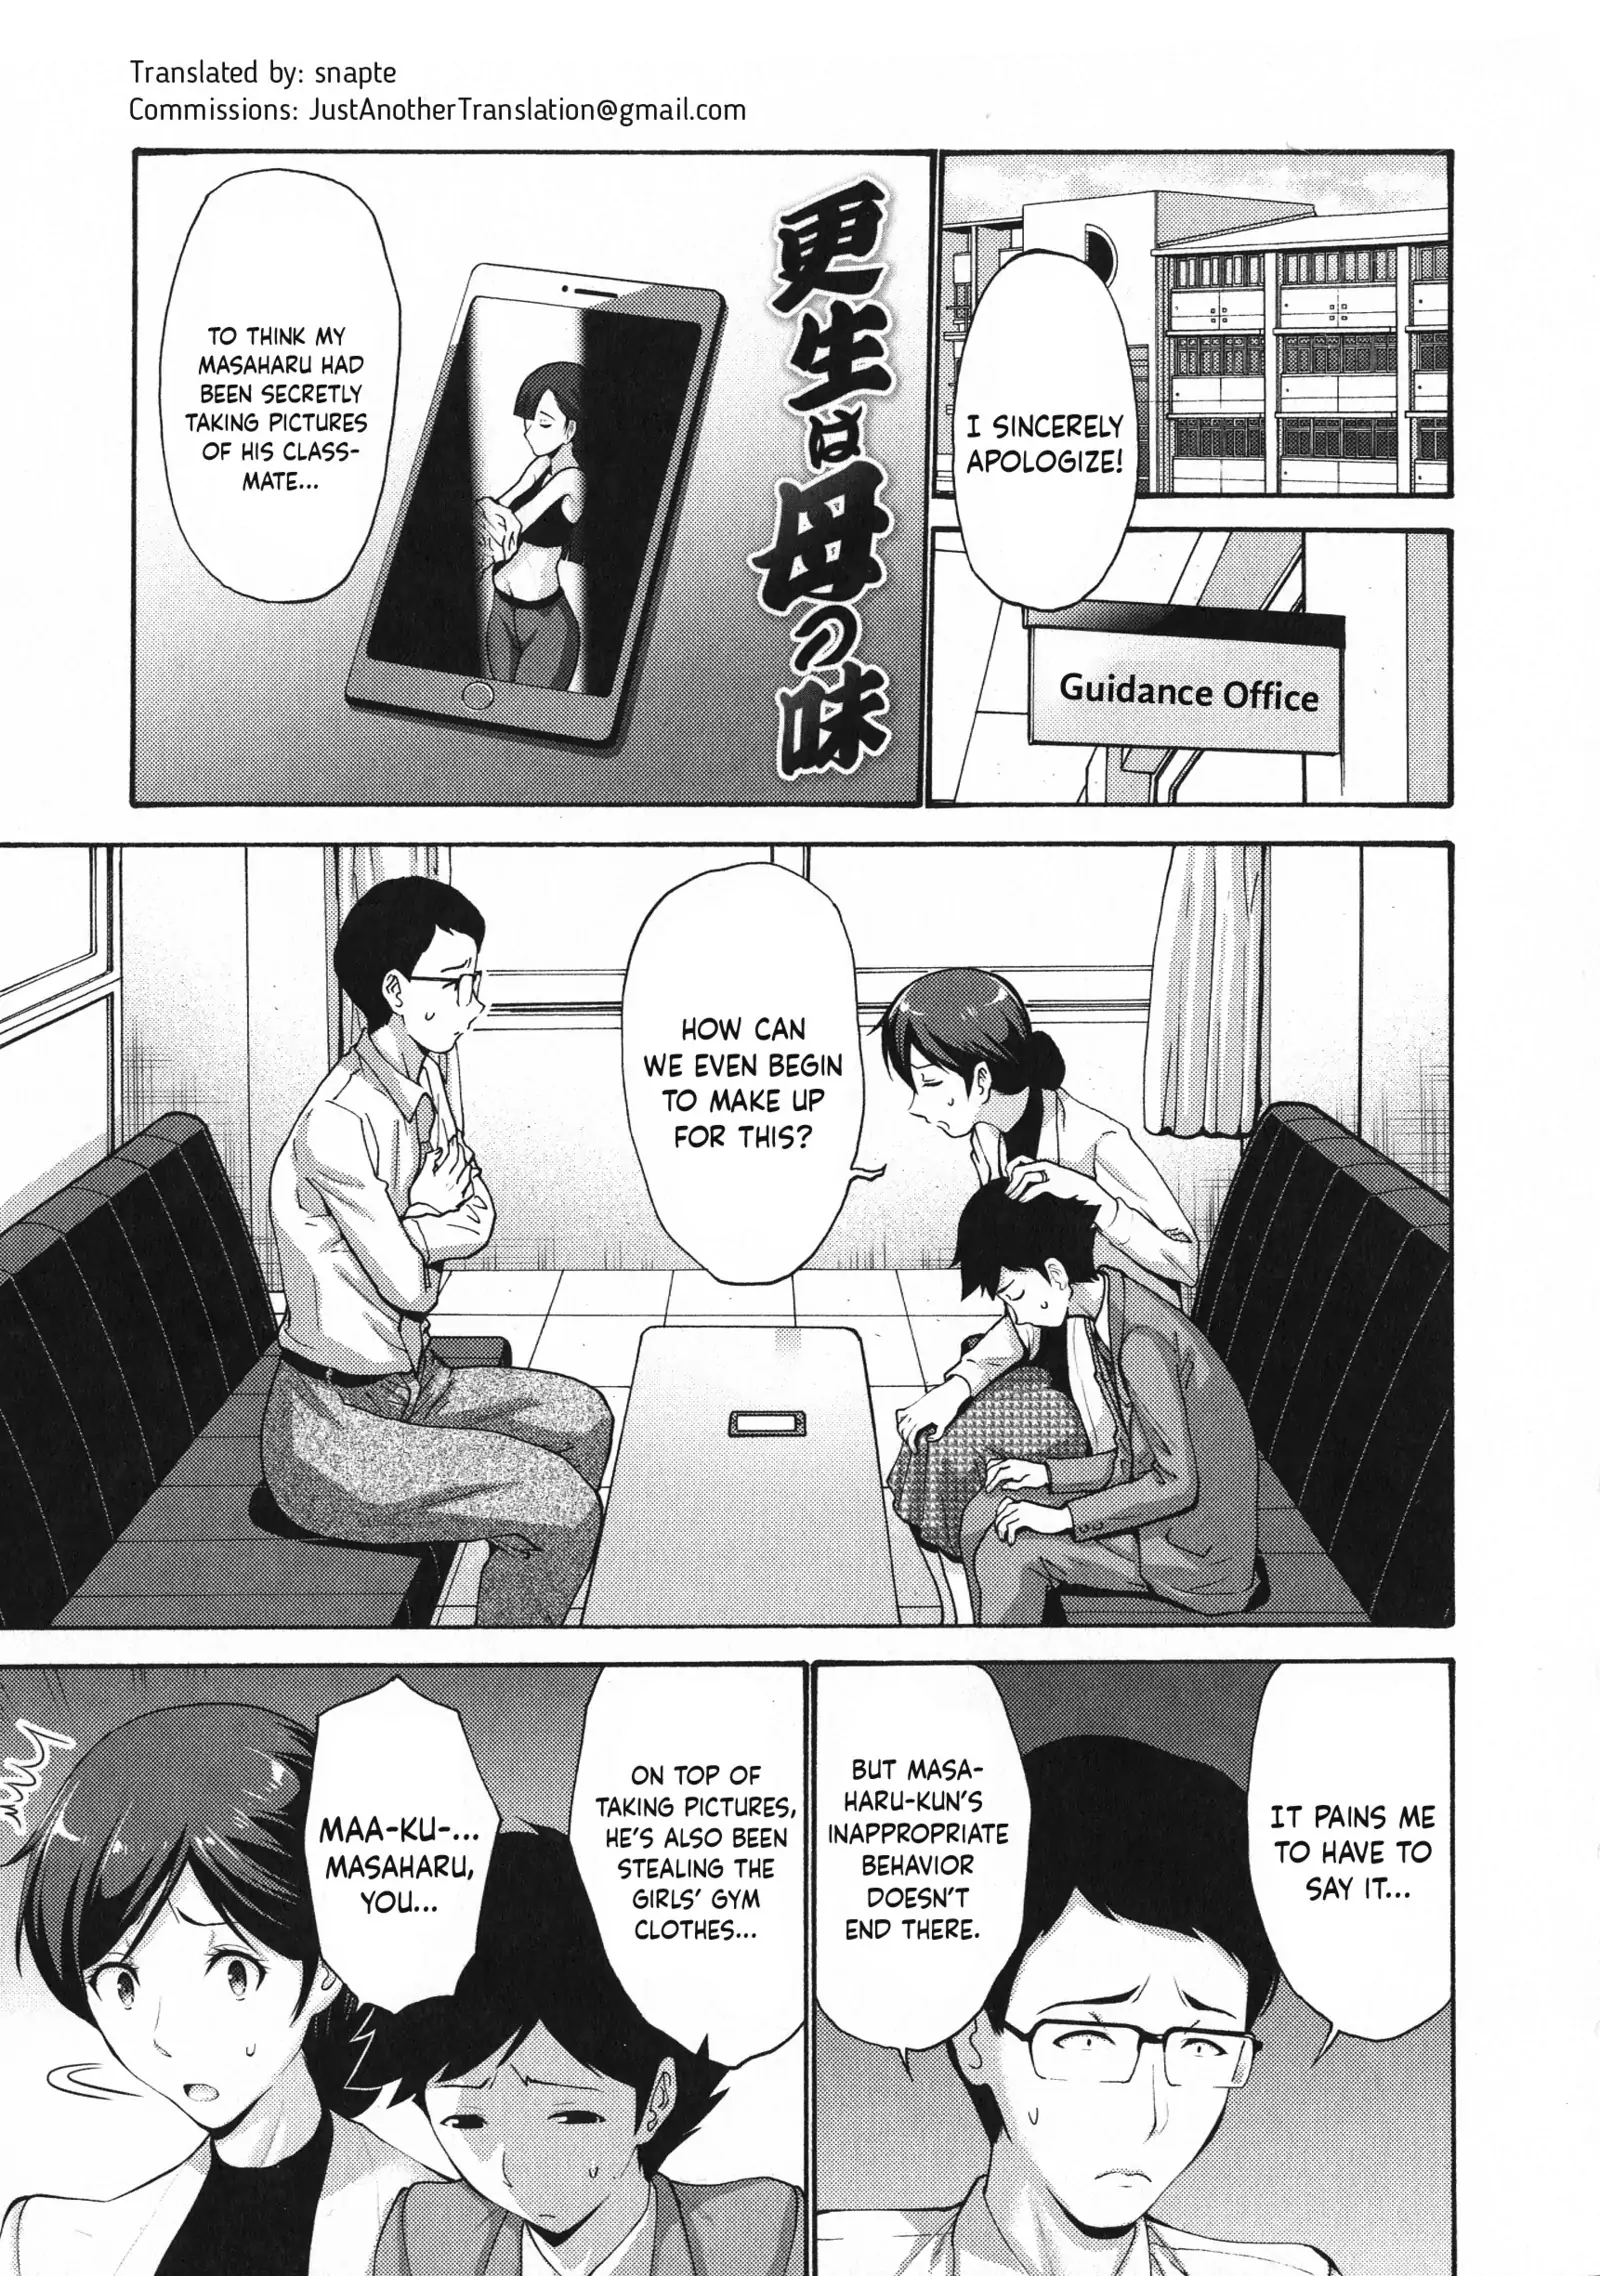 Translated by: snapte
Commissions: JustAnotherTranslation@gmail.com
I SINCERELY
APOLOGIZE!
Guidance Office
更生は母の味
TO THINK MY
MASAHARU HAD
BEEN SECRETLY
TAKING PICTURES
OF HIS CLASS-
MATE...
HOW CAN
WE EVEN BEGIN
TO MAKE UP
FOR THIS?
IT PAINS ME
TO HAVE TO
SAY IT...
BUT MASA-
HARU-KUN'S
INAPPROPRIATE
BEHAVIOR
DOESN'T
END THERE.
ON TOP OF
TAKING PICTURES,
HE'S ALSO BEEN
STEALING THE
GIRLS' GYM
CLOTHES...
MAA-KU-...
MASAHARU,
YOU...